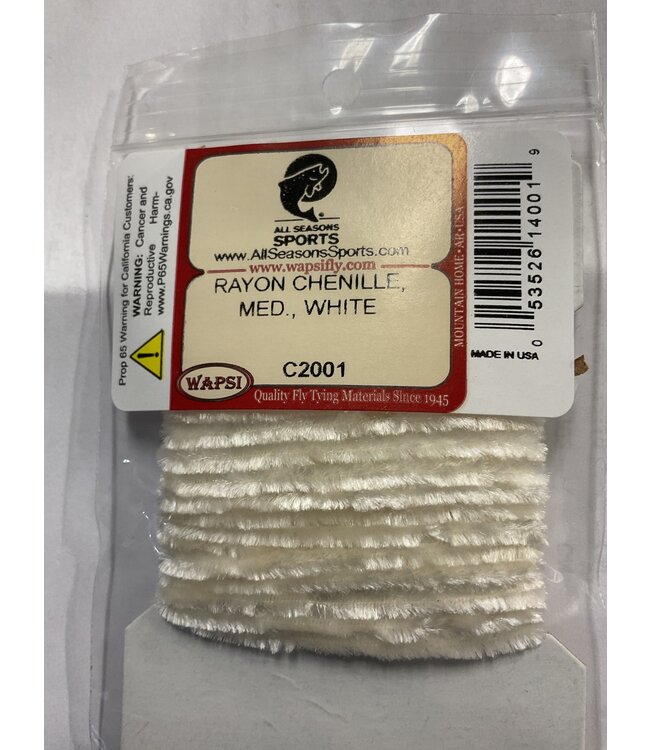 Prop 65 Warning for California Customers:
WARNING: Cancer and
Reproductive Harm-
www.P65Warnings.ca.gov
ALL SEASONS
SPORTS
www.AllSeasonsSports.com
www.wapsifly.com
RAYON CHENILLE,
MED., WHITE
C2001
WAPSI
Quality Fly Tying Materials Since 1945
MOUNTAIN HOME • AR • USA
0 53526 14001 9
MADE IN USA